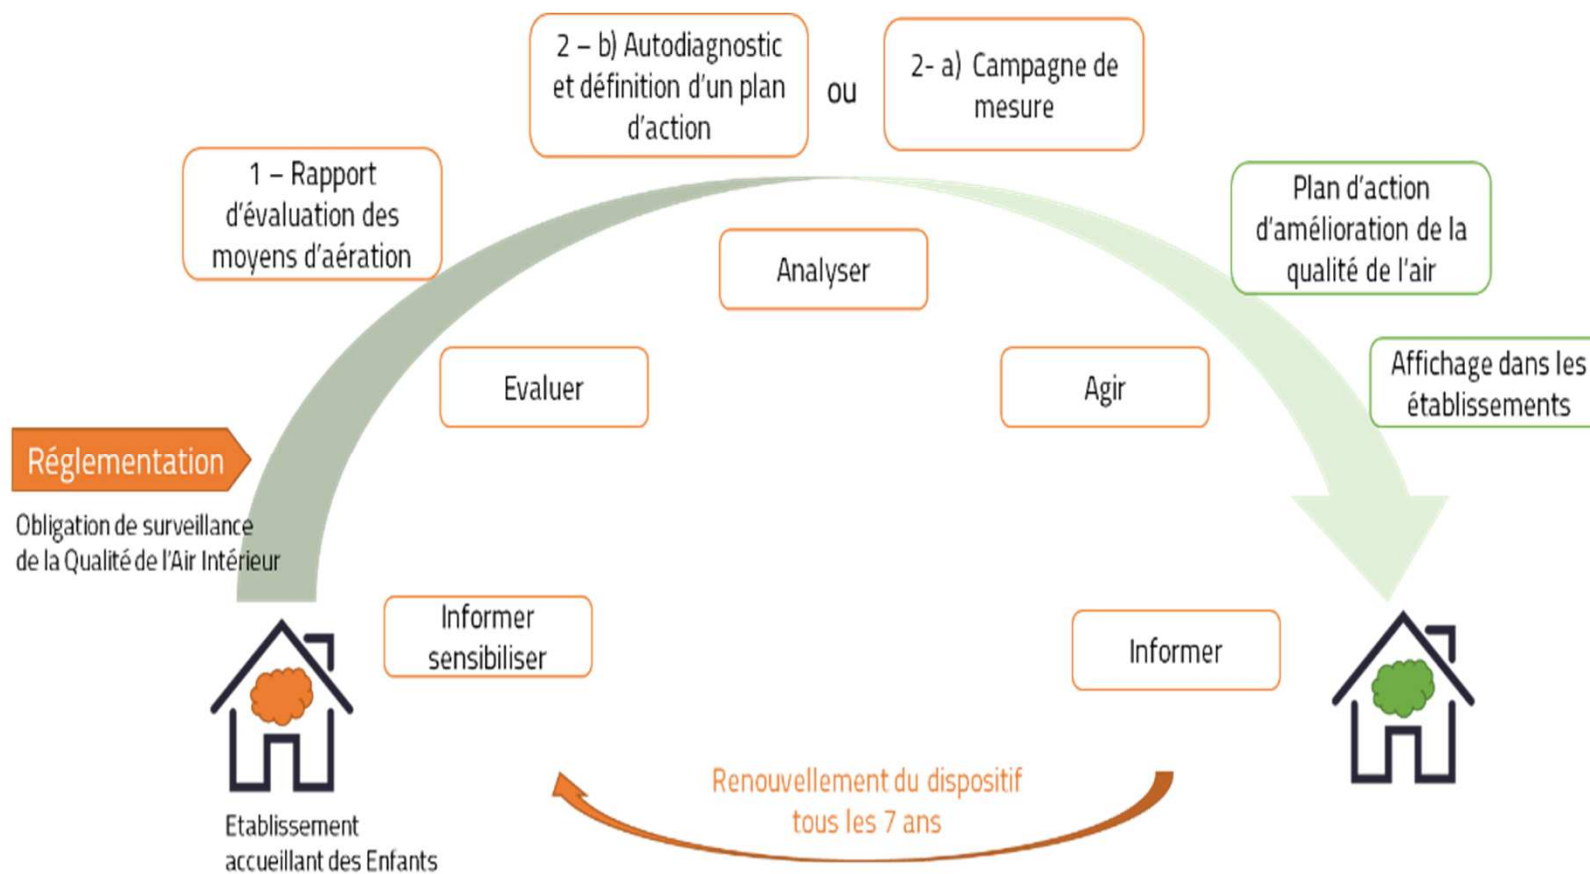 2 – b) Autodiagnostic
et définition d'un plan
d'action
ou
2- a) Campagne de
mesure
1 – Rapport
d'évaluation des
moyens d'aération
Plan d'action
d'amélioration de la
qualité de l'air
Analyser
Evaluer
Agir
Affichage dans les
établissements
Réglementation
Obligation de surveillance
de la Qualité de l'Air Intérieur
Informer
sensibiliser
Informer
Renouvellement du dispositif
tous les 7 ans
Etablissement
accueillant des Enfants